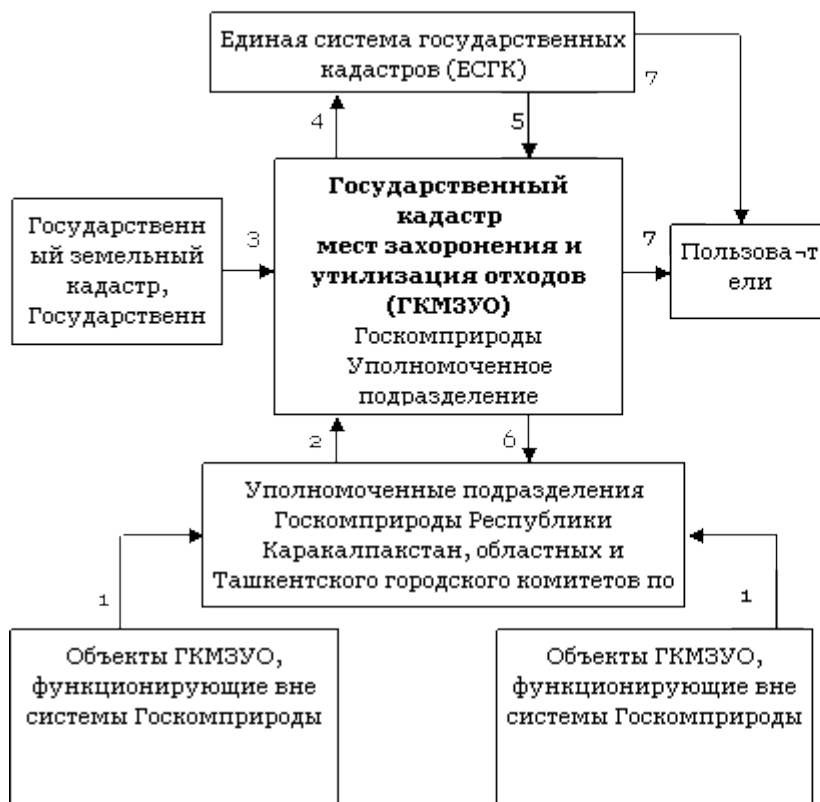 Единая система государственных
кадастров (ЕСГК)
7
4
5
Государственный
кадастр
мест захоронения и
утилизация отходов
(ГКМЗУО)
Госкомприроды
Уполномоченное
подразделение
Государственн
ый земельный
кадастр,
Государственн
3
7
Пользова¬т
ели
2
6
Уполномоченные подразделения
Госкомприроды Республики
Каракалпакстан, областных и
Ташкентского городского комитетов по
1
1
Объекты ГКМЗУО,
функционирующие вне
системы Госкомприроды
Объекты ГКМЗУО,
функционирующие вне
системы Госкомприроды